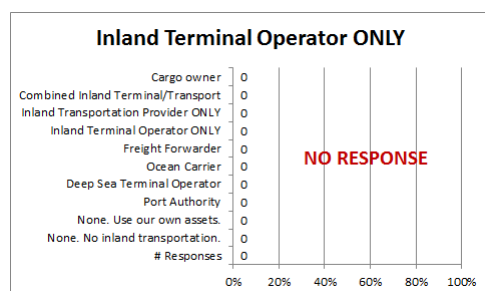 Inland Terminal Operator ONLY
Cargo owner 0
Combined Inland Terminal/Transport 0
Inland Transportation Provider ONLY 0
Inland Terminal Operator ONLY 0
Freight Forwarder 0
NO RESPONSE
Ocean Carrier 0
Deep Sea Terminal Operator 0
Port Authority 0
None. Use our own assets. 0
None. No inland transportation. 0
# Responses 0
0% 20% 40% 60% 80% 100%